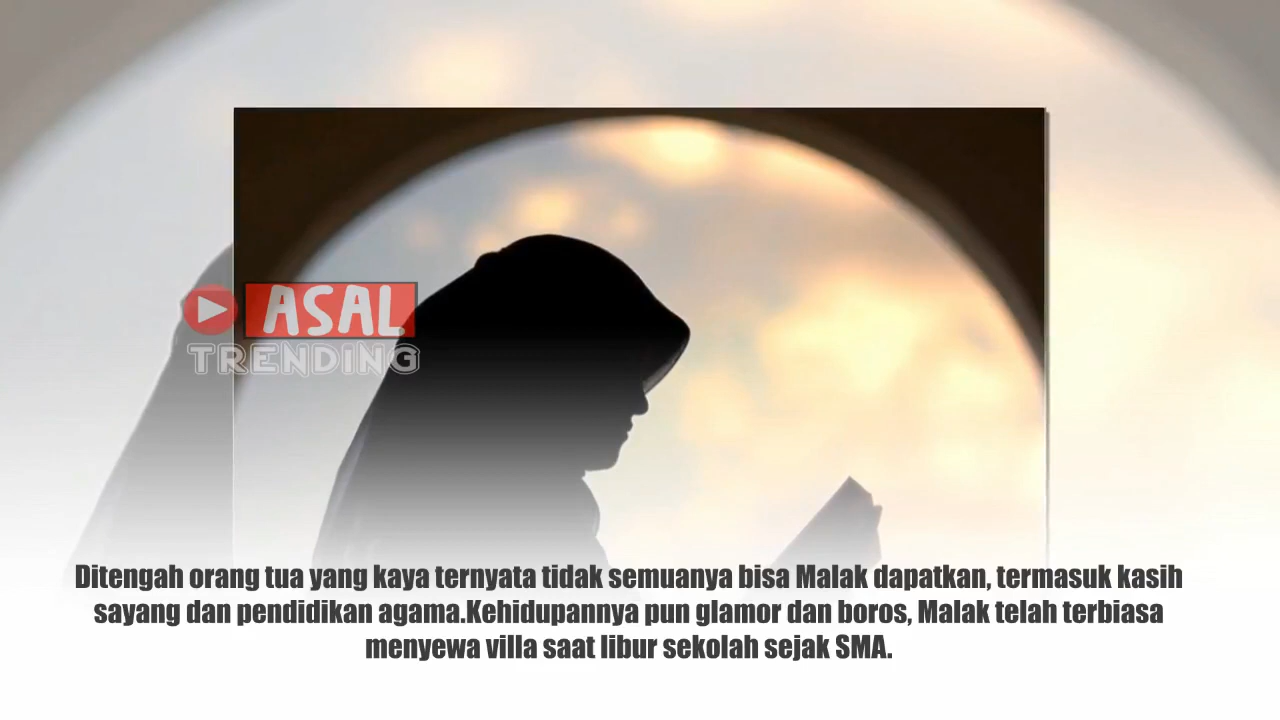 ASAL
TRENDING
Ditengah orang tua yang kaya ternyata tidak semuanya bisa Malak dapatkan, termasuk kasih
sayang dan pendidikan agama.Kehidupannya pun glamor dan boros, Malak telah terbiasa
menyewa villa saat libur sekolah sejak SMA.